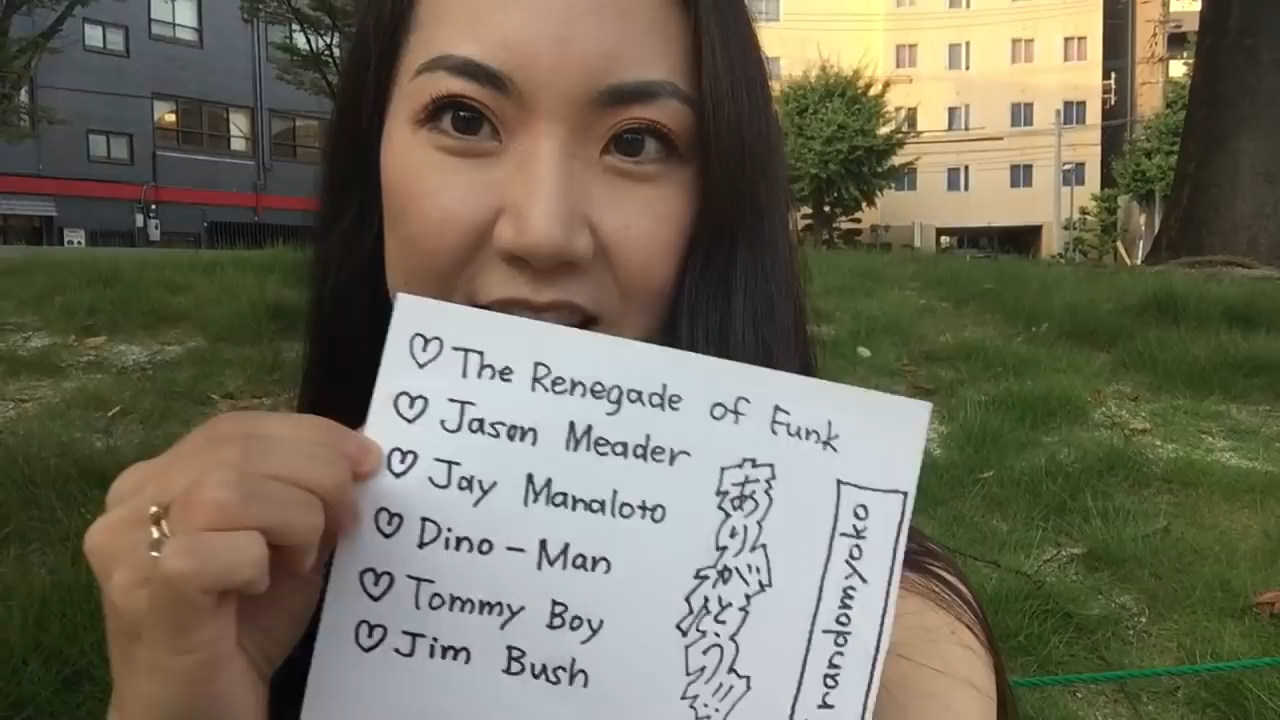 ♡ The Renegade of Funk
♡ Jason Meader
♡ Jay Manaloto
♡ Dino-Man
♡ Tommy Boy
♡ Jim Bush
ありがとう!!
randomyoko